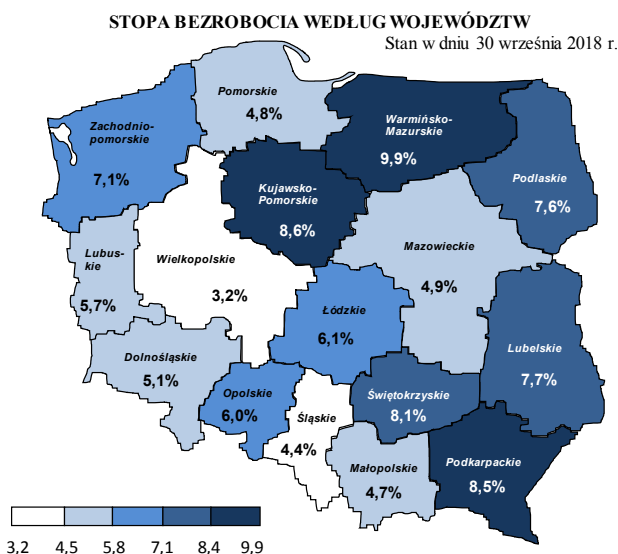 STOPA BEZROBOCIA WEDŁUG WOJEWÓDZTW
Stan w dniu 30 września 2018 r.
Pomorskie
4,8%
Warmińsko-
Mazurskie
9,9%
Zachodnio-
pomorskie
7,1%
Podlaskie
7,6%
Kujawsko-
Pomorskie
8,6%
Mazowieckie
4,9%
Lubus-
kie
5,7%
Wielkopolskie
3,2%
Łódzkie
6,1%
Lubelskie
7,7%
Dolnośląskie
5,1%
Opolskie
6,0%
Śląskie
4,4%
Świętokrzyskie
8,1%
Małopolskie
4,7%
Podkarpackie
8,5%
3,2 4,5 5,8 7,1 8,4 9,9